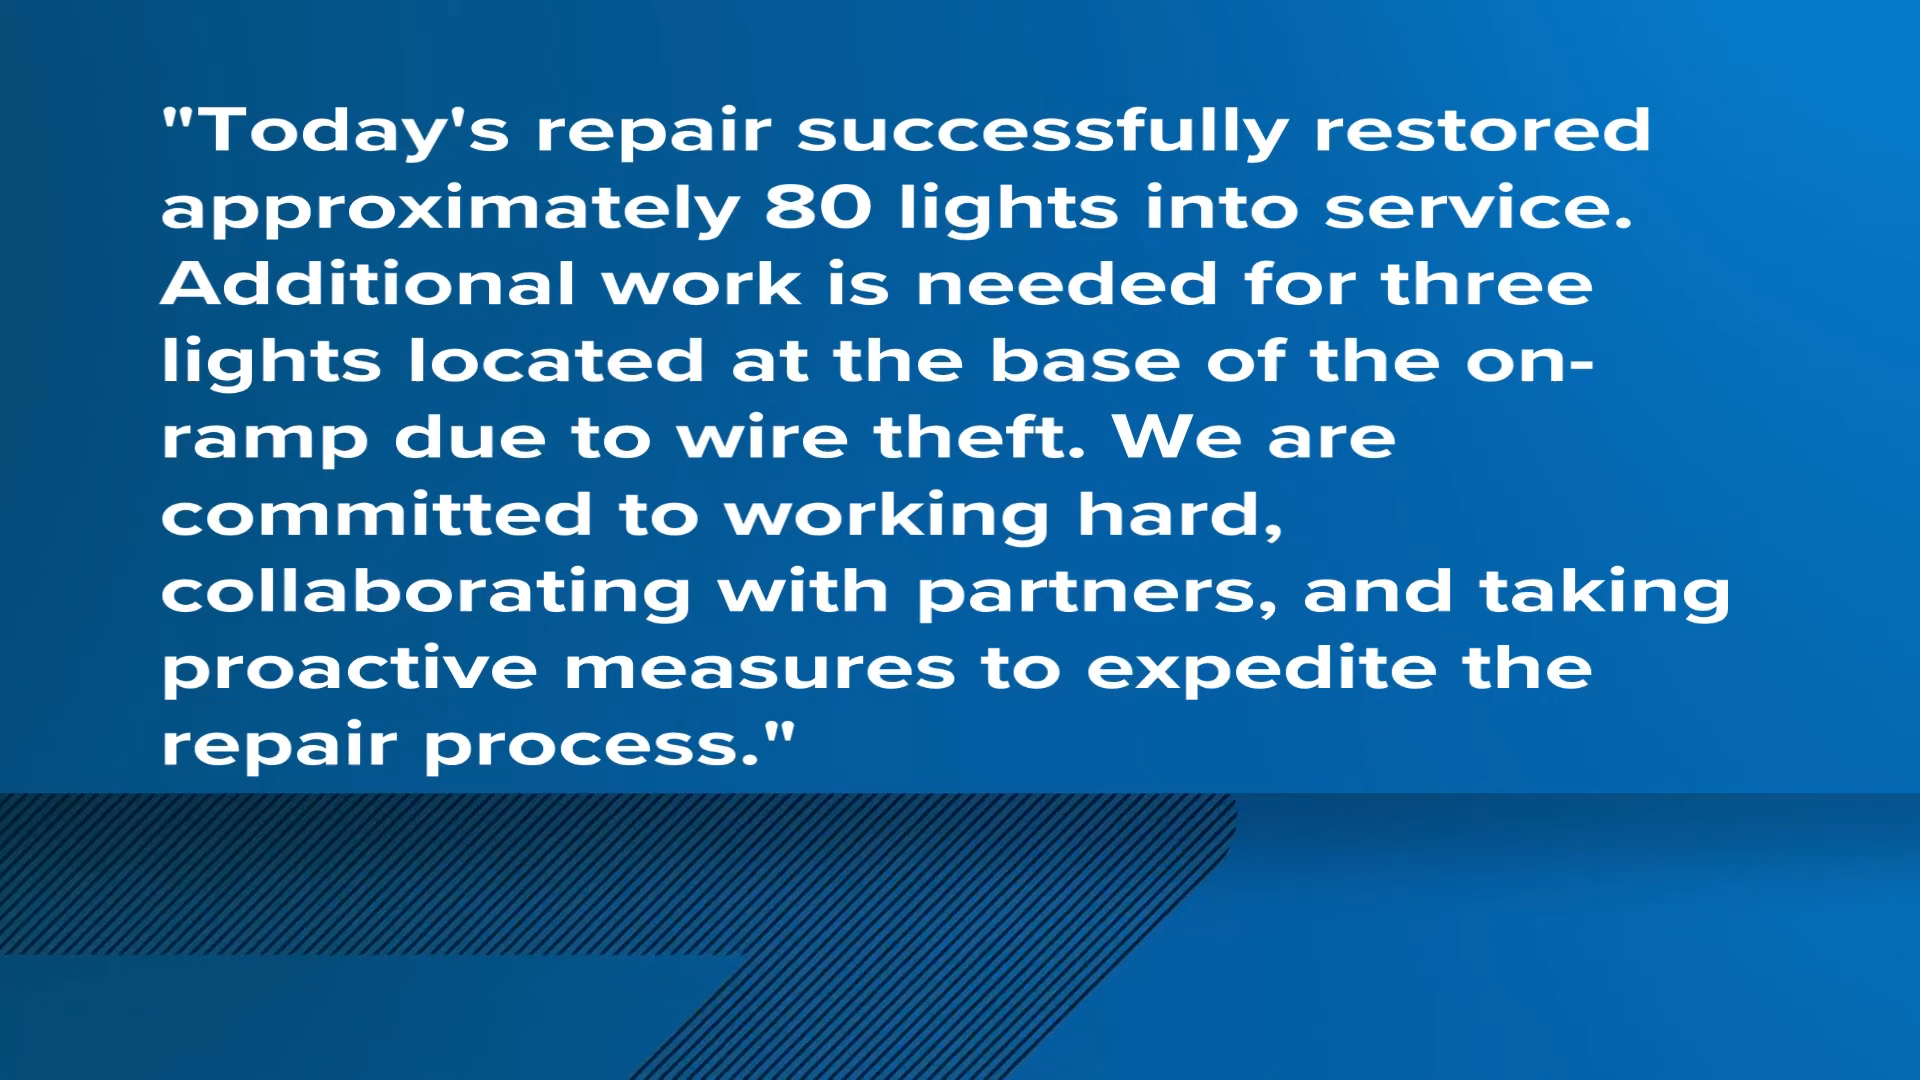 "Today's repair successfully restored
approximately 80 lights into service.
Additional work is needed for three
lights located at the base of the on-
ramp due to wire theft. We are
committed to working hard,
collaborating with partners, and taking
proactive measures to expedite the
repair process."